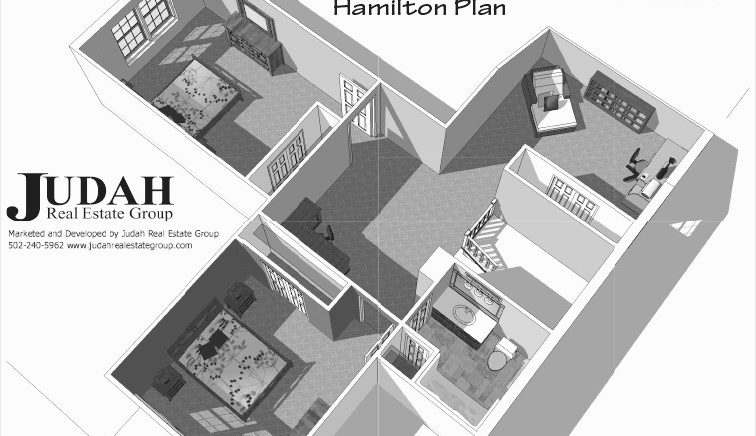 Hamilton Plan
JUDAH
Real Estate Group
Marketed and Developed by Judah Real Estate Group
502-240-5962 www.judahrealestategroup.com